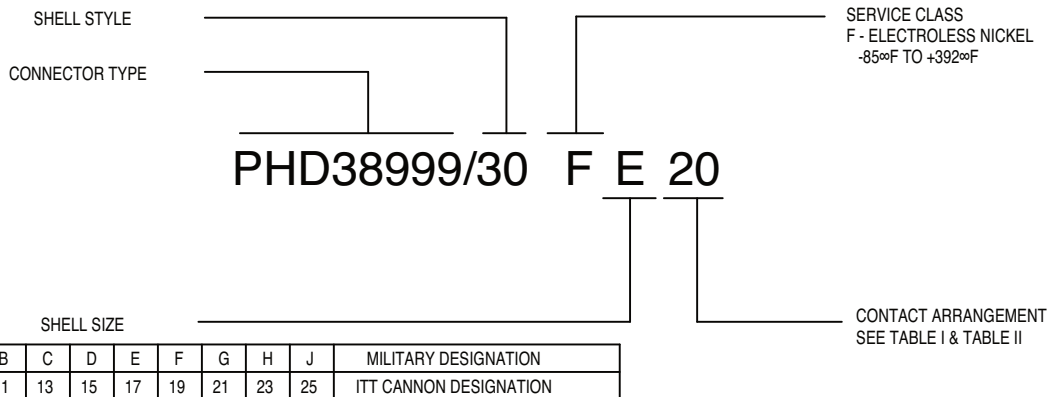 SHELL STYLE
SERVICE CLASS
F - ELECTROLESS NICKEL
-85∞F TO +392∞F
CONNECTOR TYPE
PHD38999/30 F E 20
SHELL SIZE
CONTACT ARRANGEMENT
SEE TABLE I & TABLE II
B C D E F G H J MILITARY DESIGNATION
13 15 17 19 21 23 25 ITT CANNON DESIGNATION